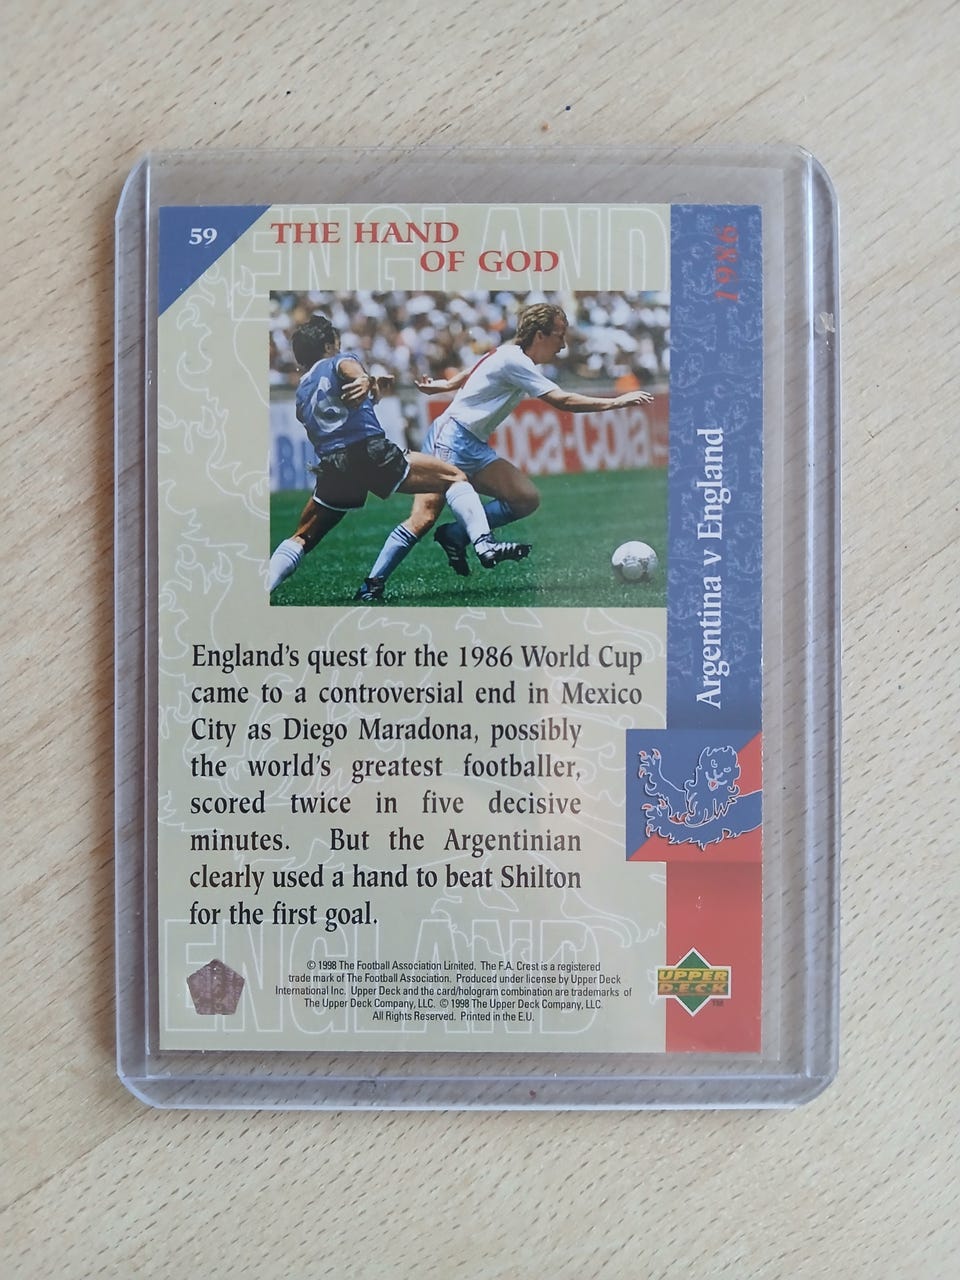 59
THE HAND
OF GOD
1986
ENGLAND
6
Coca-Cola
Argentina v England
England's quest for the 1986 World Cup
came to a controversial end in Mexico
City as Diego Maradona, possibly
the world's greatest footballer,
scored twice in five decisive
minutes. But the Argentinian
clearly used a hand to beat Shilton
for the first goal.
ENGLAND
© 1998 The Football Association Limited. The F.A. Crest is a registered
trade mark of The Football Association. Produced under license by Upper Deck
International Inc. Upper Deck and the card/hologram combination are trademarks of
The Upper Deck Company, LLC. © 1998 The Upper Deck Company, LLC.
All Rights Reserved. Printed in the E.U.
UPPER
DECK
TM